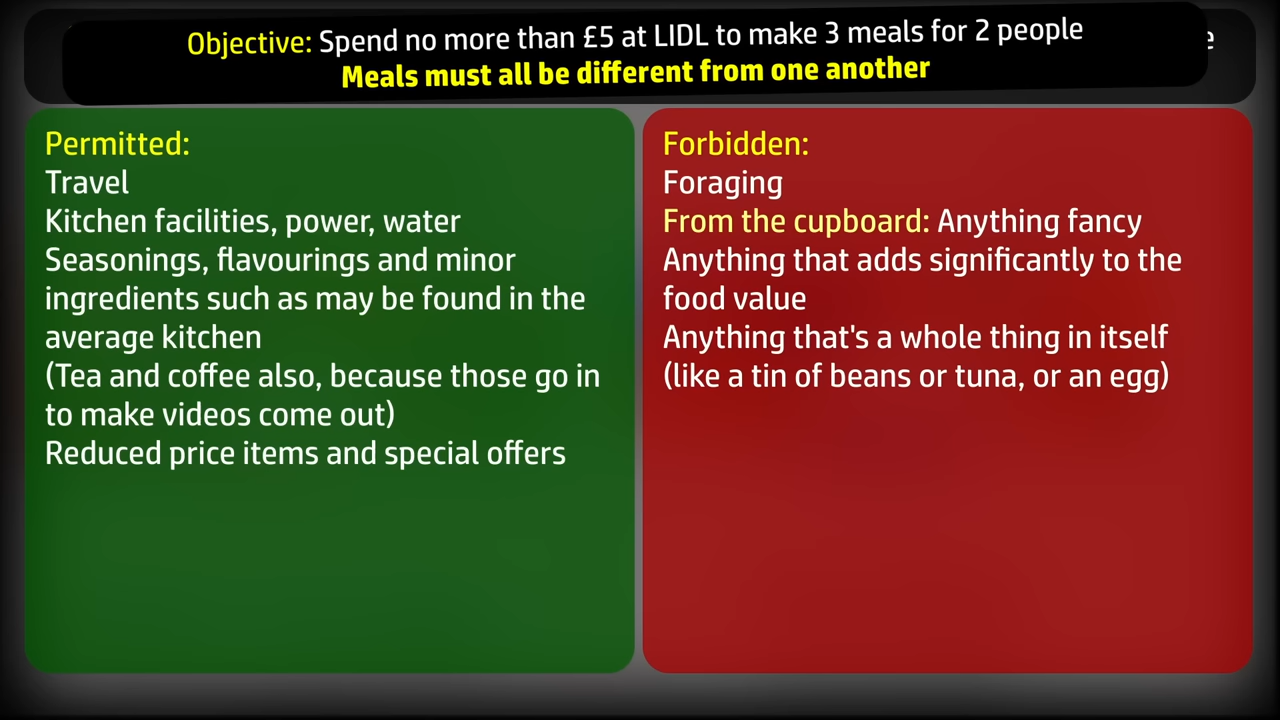 Objective: Spend no more than £5 at LIDL to make 3 meals for 2 people
Meals must all be different from one another
Permitted:
Travel
Kitchen facilities, power, water
Seasonings, flavourings and minor
ingredients such as may be found in the
average kitchen
(Tea and coffee also, because those go in
to make videos come out)
Reduced price items and special offers
Forbidden:
Foraging
From the cupboard: Anything fancy
Anything that adds significantly to the
food value
Anything that's a whole thing in itself
(like a tin of beans or tuna, or an egg)